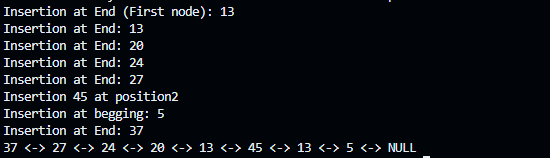 Insertion at End (First node): 13
Insertion at End: 13
Insertion at End: 20
Insertion at End: 24
Insertion at End: 27
Insertion 45 at position2
Insertion at begging: 5
Insertion at End: 37
37 <-> 27 <-> 24 <-> 20 <-> 13 <-> 45 <-> 13 <-> 5 <-> NULL